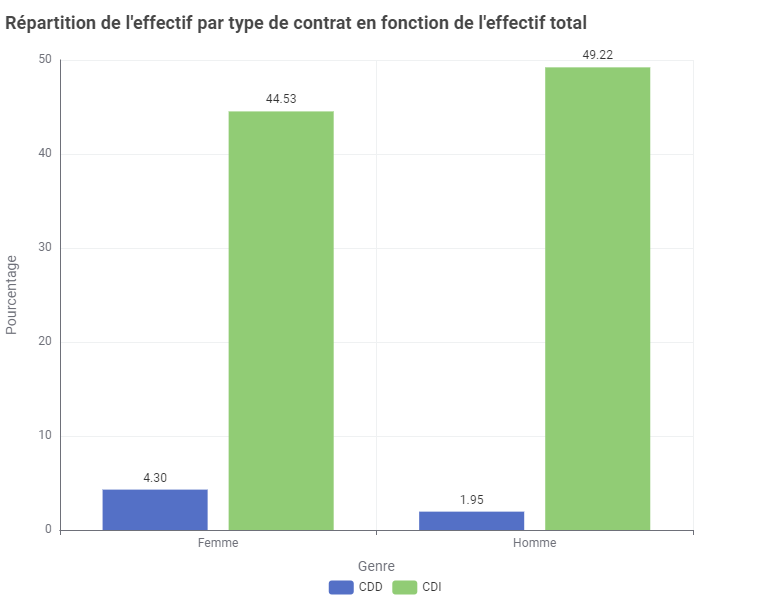 Répartition de l'effectif par type de contrat en fonction de l'effectif total
50
40
30
20
10
0
Pourcentage
4.30
44.53
1.95
49.22
Femme
Homme
Genre
CDD
CDI